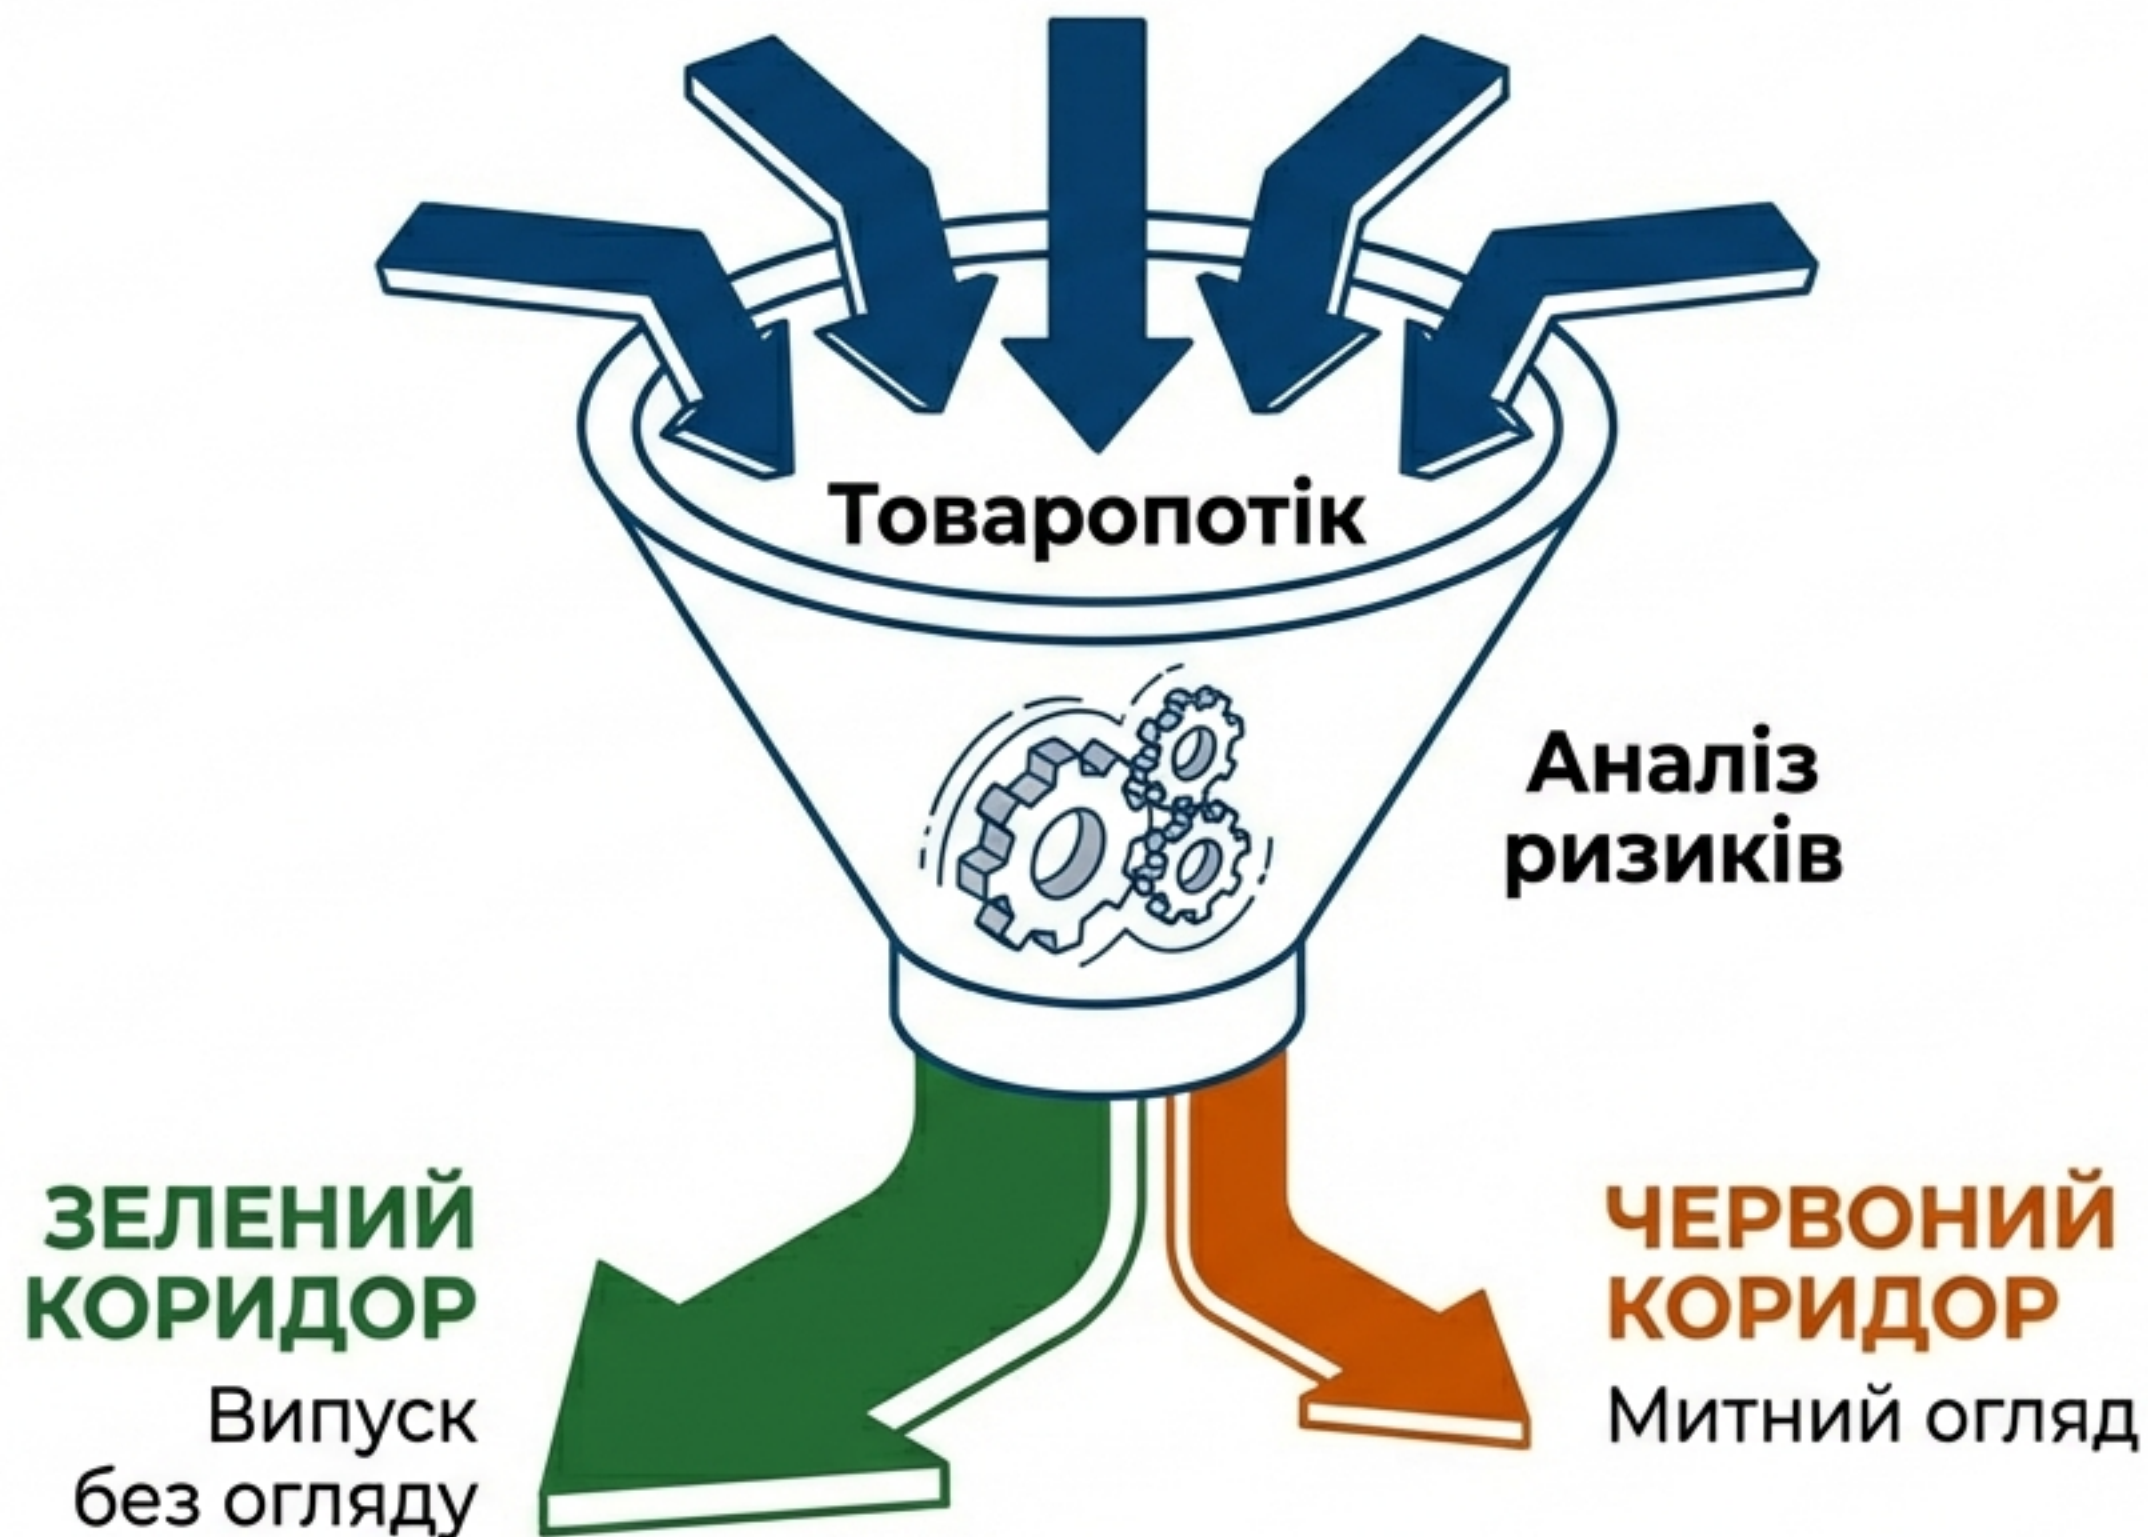 Товаропотік
Аналіз
ризиків
ЗЕЛЕНИЙ
КОРИДОР
Випуск
без огляду
ЧЕРВОНИЙ
КОРИДОР
Митний огляд